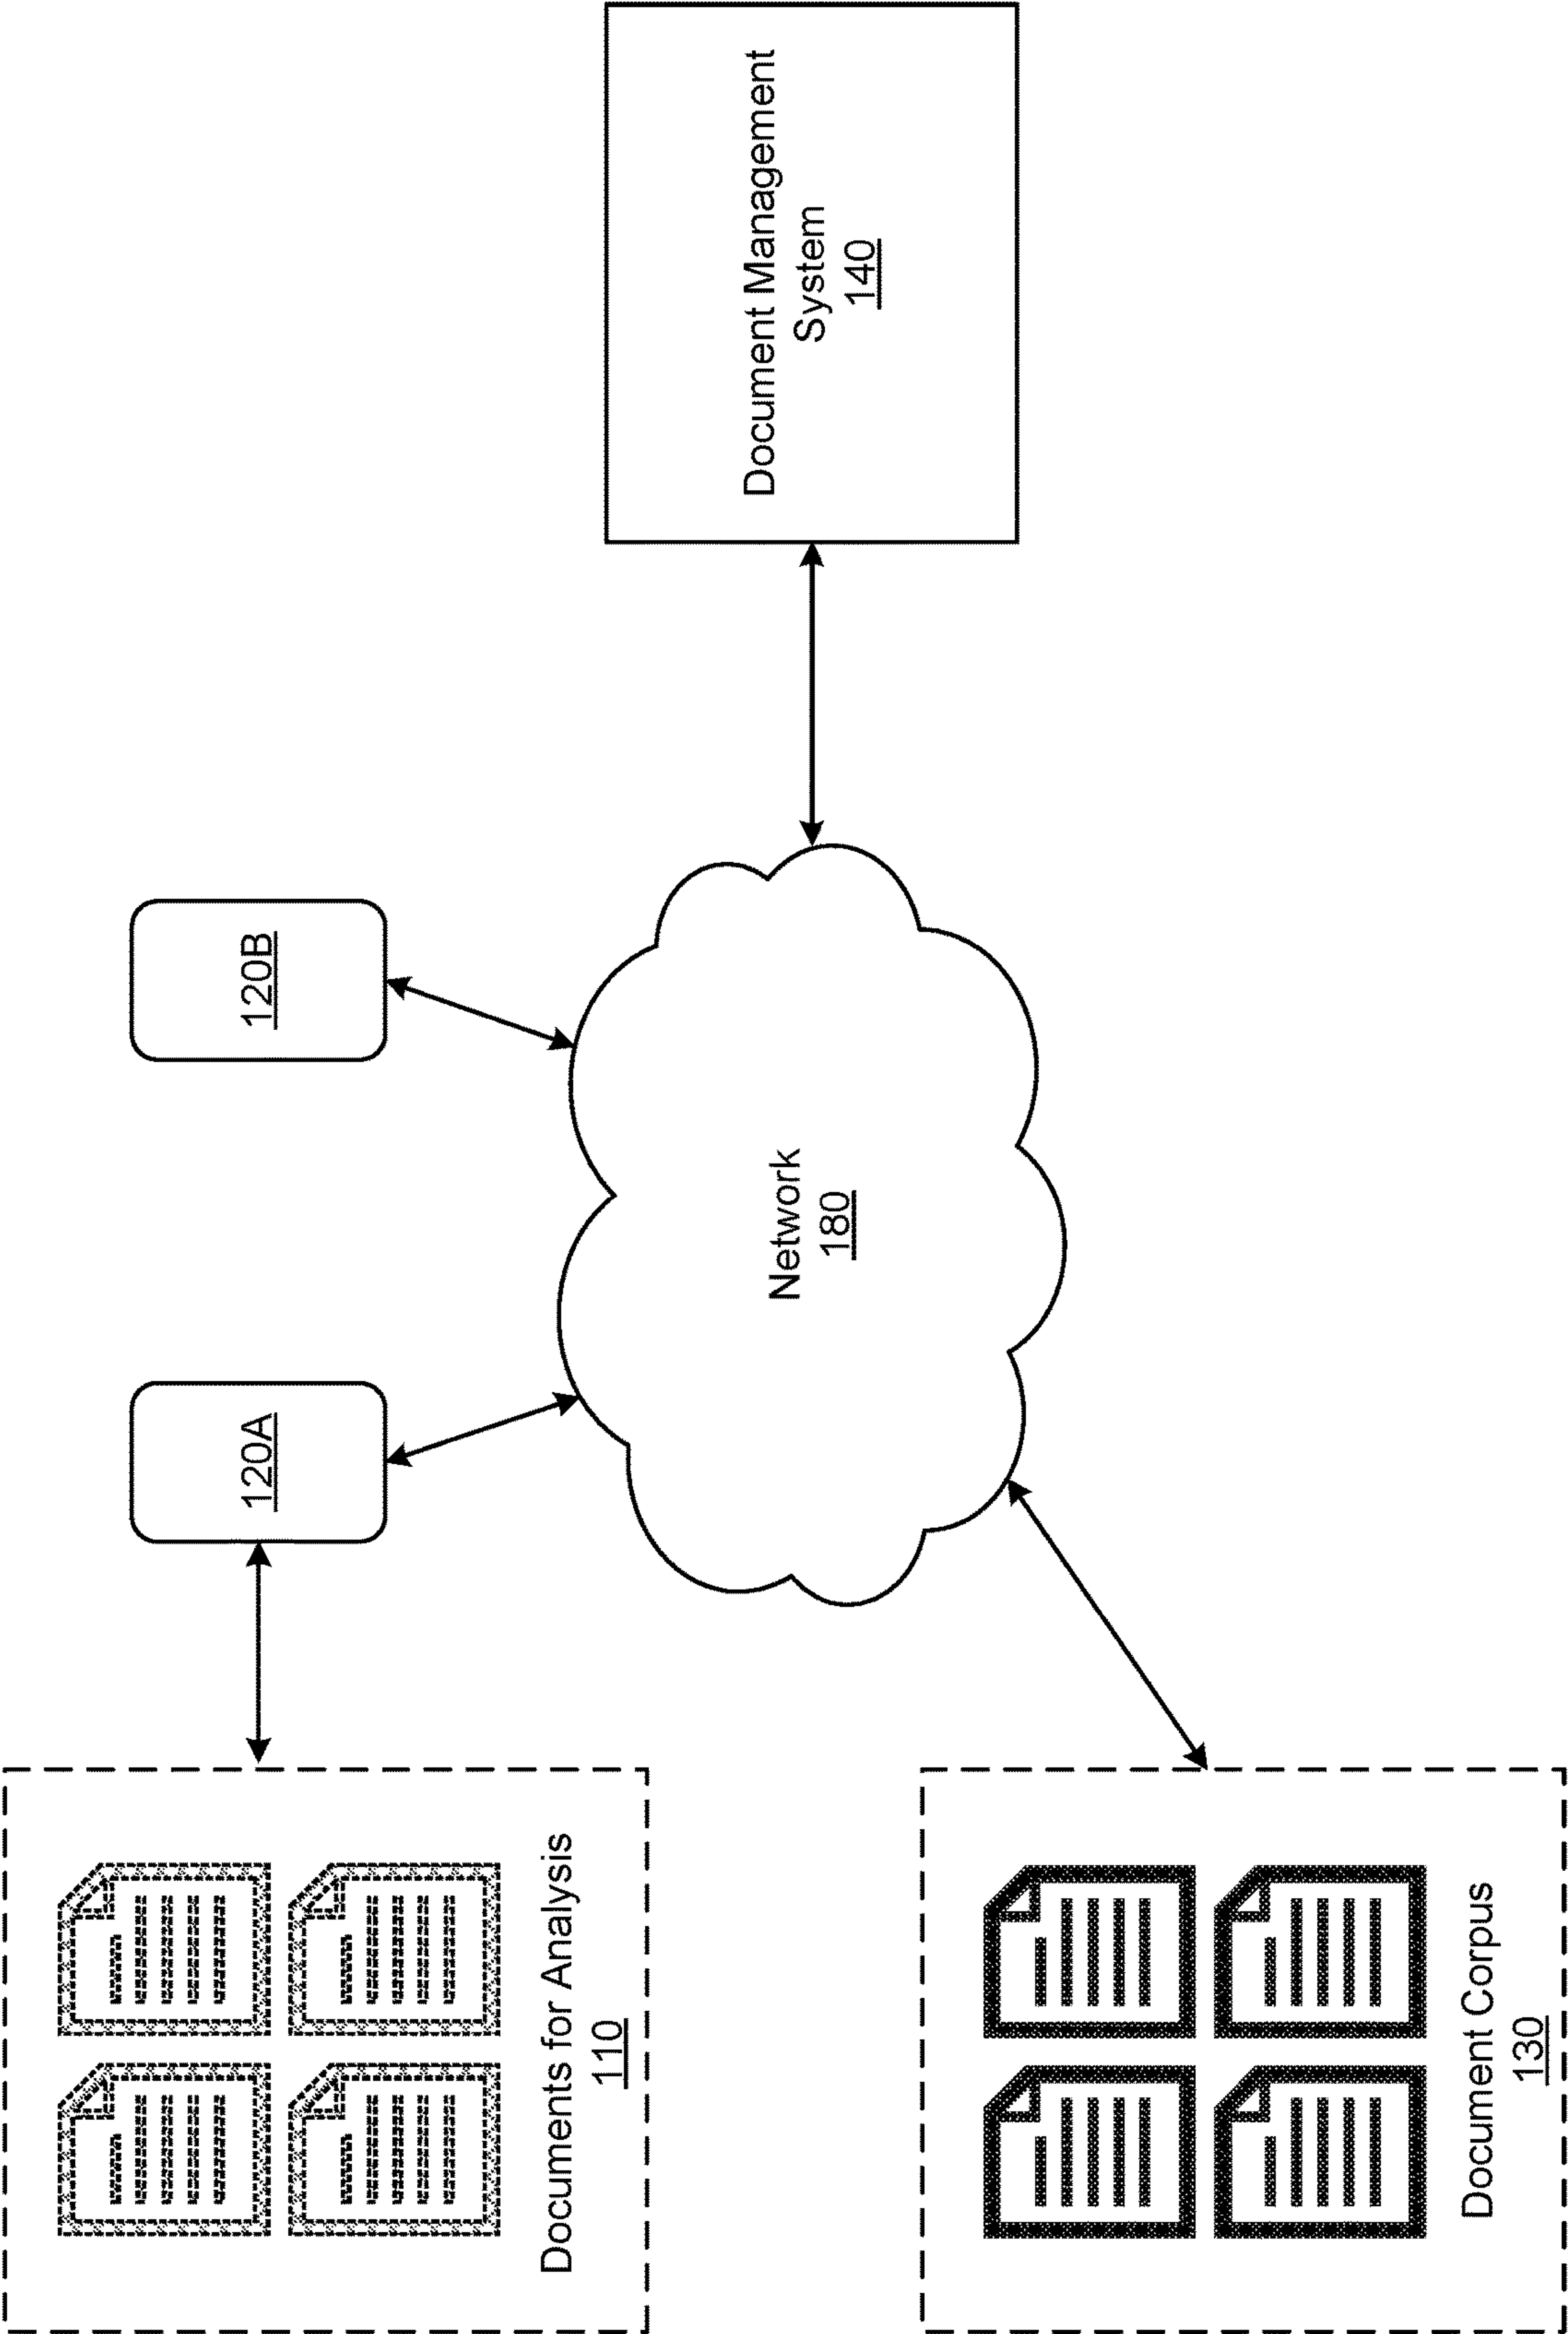 Documents for Analysis
110
120A
120B
Network
180
Document Management
System
140
Document Corpus
130